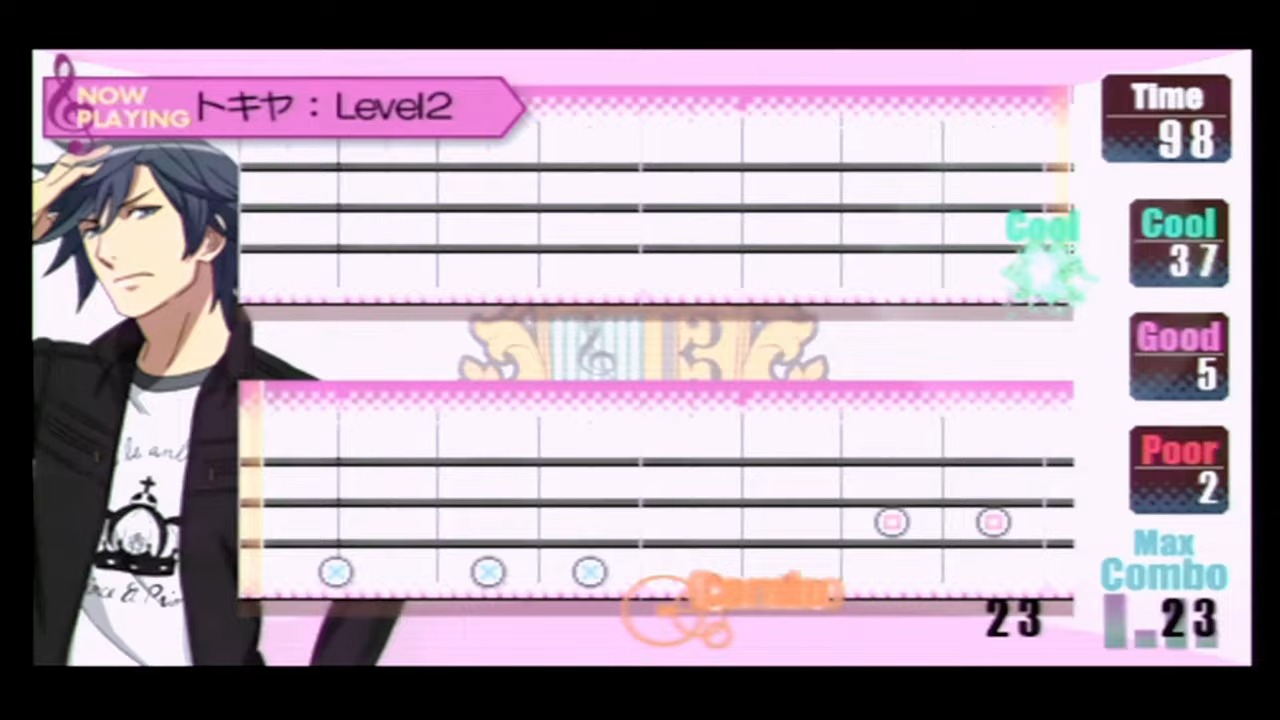 NOW
PLAYING
トキヤ : Level2
Time
98
Cool
Cool
37
Good
5
Poor
2
Max
Combo
23
23